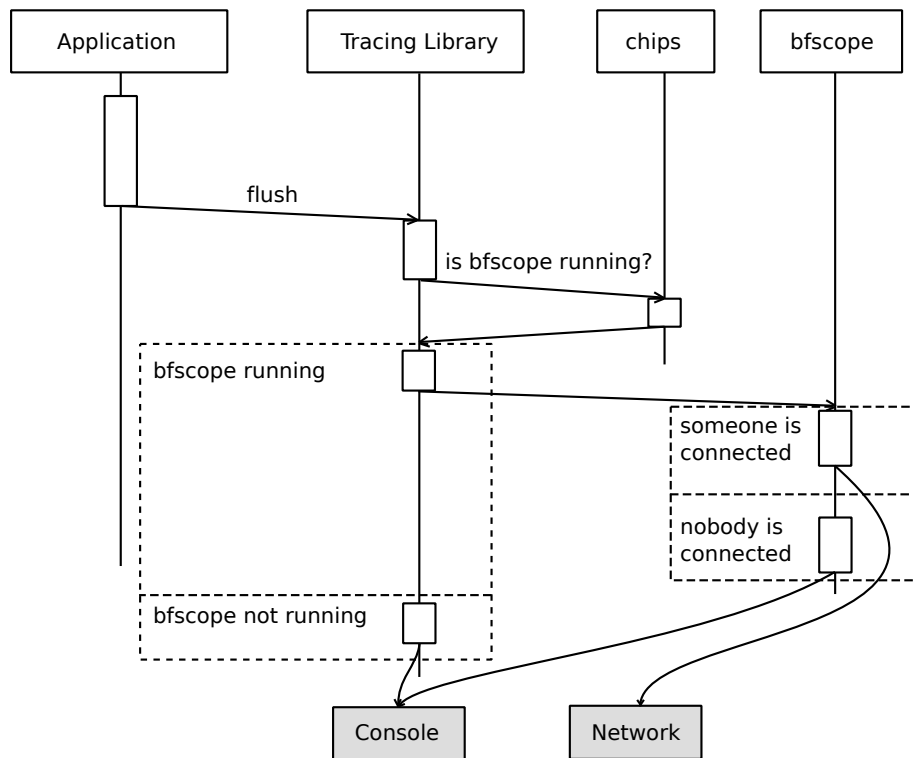 Application
Tracing Library
chips
bfscope
flush
is bfscope running?
bfscope running
someone is
connected
nobody is
connected
bfscope not running
Console
Network